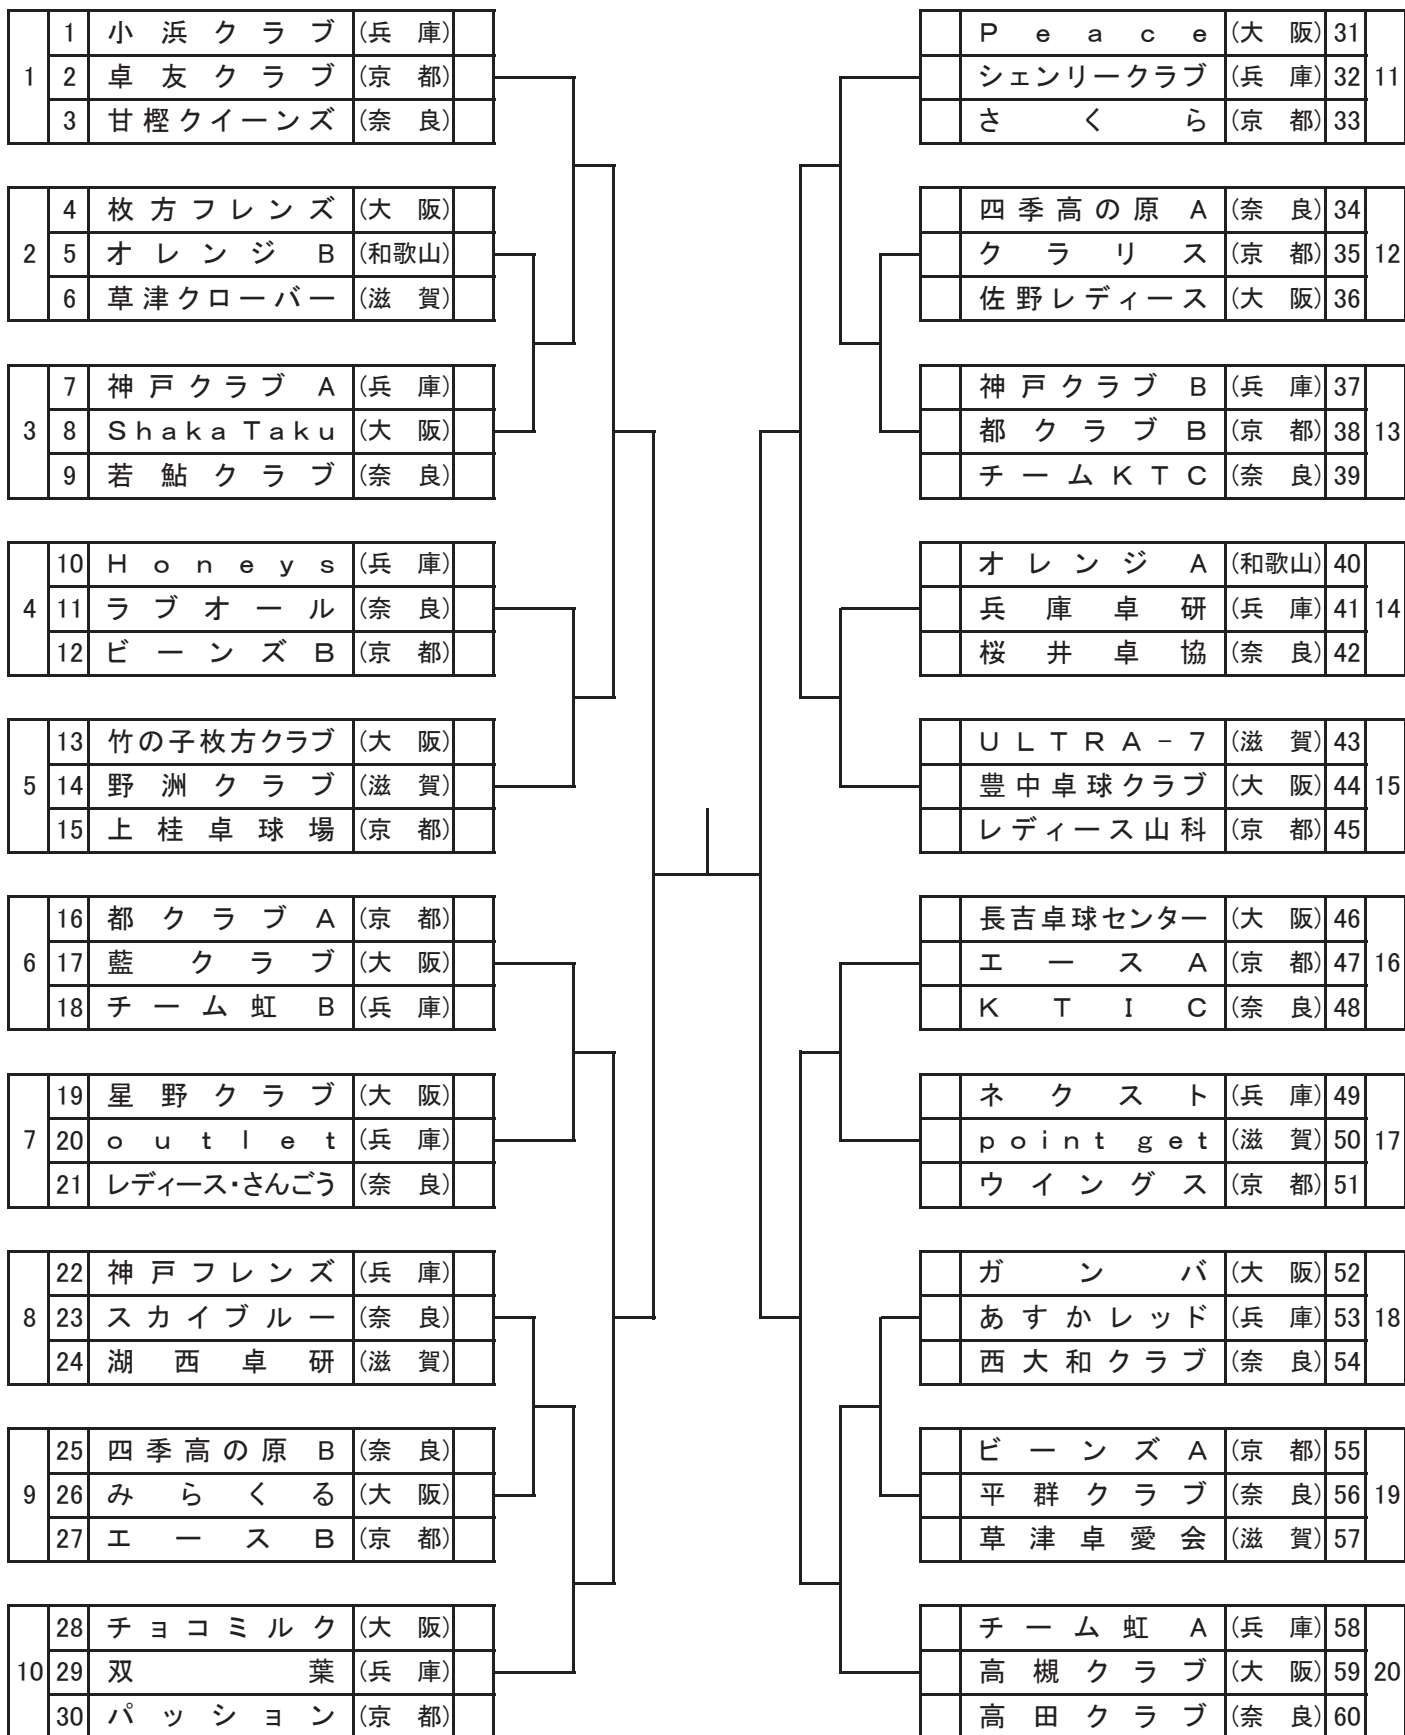 1 小浜クラブ (兵庫)
1 2 卓友クラブ (京都)
3 甘樫クイーンズ (奈良)
4 枚方フレンズ (大阪)
2 5 オレンジB (和歌山)
6 草津クローバー (滋賀)
7 神戸クラブA (兵庫)
3 8 ShakaTaku (大阪)
9 若鮎クラブ (奈良)
10 Honeys (兵庫)
4 11 ラブオール (奈良)
12 ビーンズB (京都)
13 竹の子枚方クラブ (大阪)
5 14 野洲クラブ (滋賀)
15 上桂卓球場 (京都)
16 都クラブA (京都)
6 17 藍クラブ (大阪)
18 チーム虹B (兵庫)
19 星野クラブ (大阪)
7 20 outlet (兵庫)
21 レディース・さんごう (奈良)
22 神戸フレンズ (兵庫)
8 23 スカイブルー (奈良)
24 湖西卓研 (滋賀)
25 四季高の原B (奈良)
9 26 みらくる (大阪)
27 エースB (京都)
28 チョコミルク (大阪)
10 29 双葉 (兵庫)
30 パッション (京都)
Peace (大阪) 31
シェンリークラブ (兵庫) 32 11
さくら (京都) 33
四季高の原A (奈良) 34
クラリス (京都) 35 12
佐野レディース (大阪) 36
神戸クラブB (兵庫) 37
都クラブB (京都) 38 13
チームKTC (奈良) 39
オレンジA (和歌山) 40
兵庫卓研 (兵庫) 41 14
桜井卓協 (奈良) 42
ULTRA-7 (滋賀) 43
豊中卓球クラブ (大阪) 44 15
レディース山科 (京都) 45
長吉卓球センター (大阪) 46
エースA (京都) 47 16
KTIC (奈良) 48
ネクスト (兵庫) 49
point get (滋賀) 50 17
ウイングス (京都) 51
ガンバ (大阪) 52
あすかレッド (兵庫) 53 18
西大和クラブ (奈良) 54
ビーンズA (京都) 55
平群クラブ (奈良) 56 19
草津卓愛会 (滋賀) 57
チーム虹A (兵庫) 58
高槻クラブ (大阪) 59 20
高田クラブ (奈良) 60